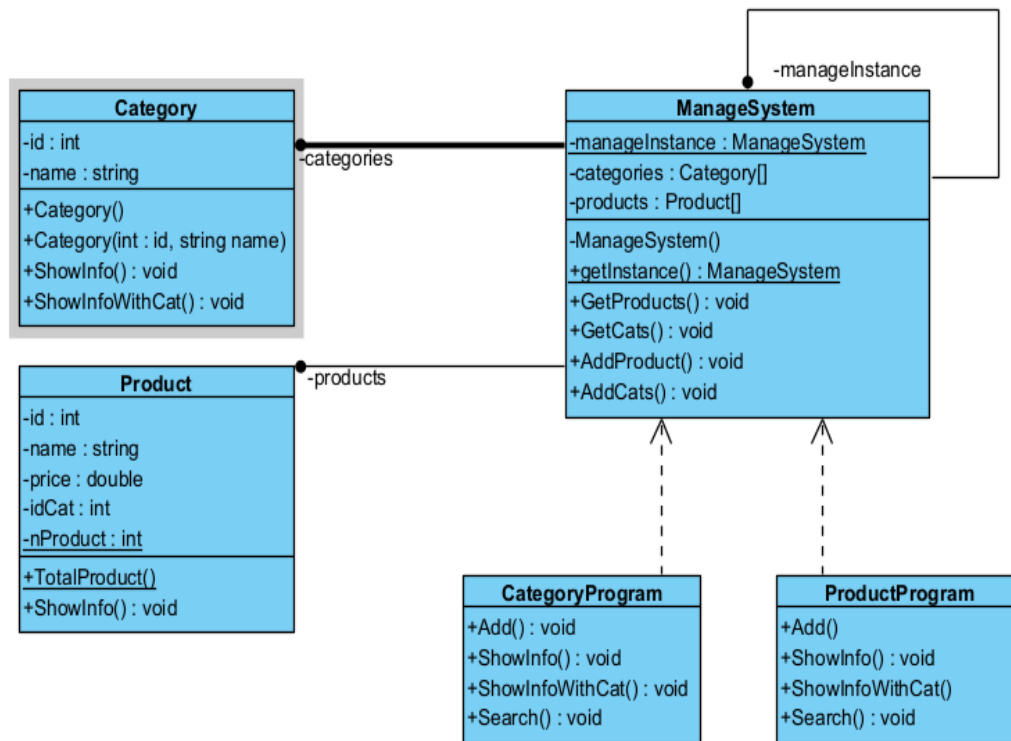 Category
-id : int
-name : string
+Category()
+Category(int : id, string name)
+ShowInfo() : void
+ShowInfoWithCat() : void
-categories
-manageInstance
ManageSystem
-manageInstance : ManageSystem
-categories : Category[]
-products : Product[]
-ManageSystem()
+getInstance() : ManageSystem
+GetProducts() : void
+GetCats() : void
+AddProduct() : void
+AddCats() : void
Product
-id : int
-name : string
-price : double
-idCat : int
-nProduct : int
+TotalProduct()
+ShowInfo() : void
-products
CategoryProgram
+Add() : void
+ShowInfo() : void
+ShowInfoWithCat() : void
+Search() : void
ProductProgram
+Add()
+ShowInfo() : void
+ShowInfoWithCat()
+Search() : void